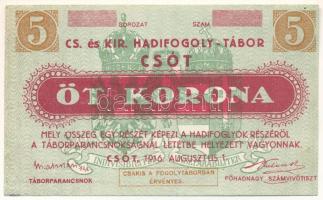 SOROZAT SZÁM
5 CS. és KIR. HADIFOGOLY-TÁBOR 5
CSÓT
ÖT KORONA
MELY ÖSSZEG EGY RÉSZÉT KÉPEZI A HADIFOGLYOK RÉSZÉRŐL
A TÁBORPARANCSNOKSÁGNÁL LETÉTBE HELYEZETT VAGYONNAK.
CSÓT, 1916. AUGUSZTUS 1.
TÁBORPARANCSNOK
CSAKIS A FOGOLYTÁBORBAN
ÉRVÉNYES.
FŐHADNAGY SZÁMVIVŐTISZT